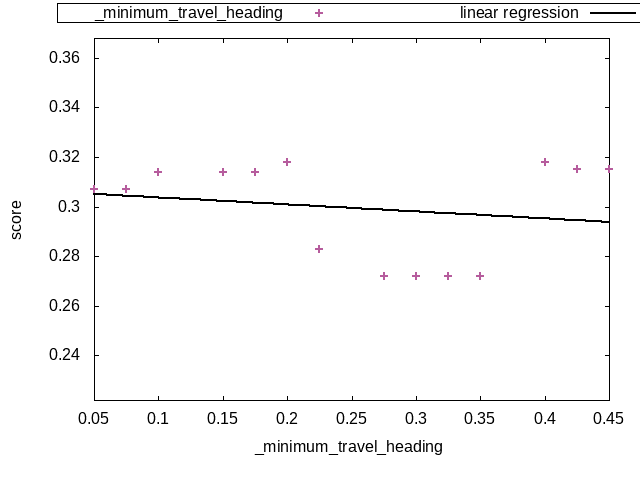 _minimum_travel_heading linear regression
0.36
0.34
0.32
0.3
0.28
0.26
0.24
score
0.05 0.1 0.15 0.2 0.25 0.3 0.35 0.4 0.45
_minimum_travel_heading